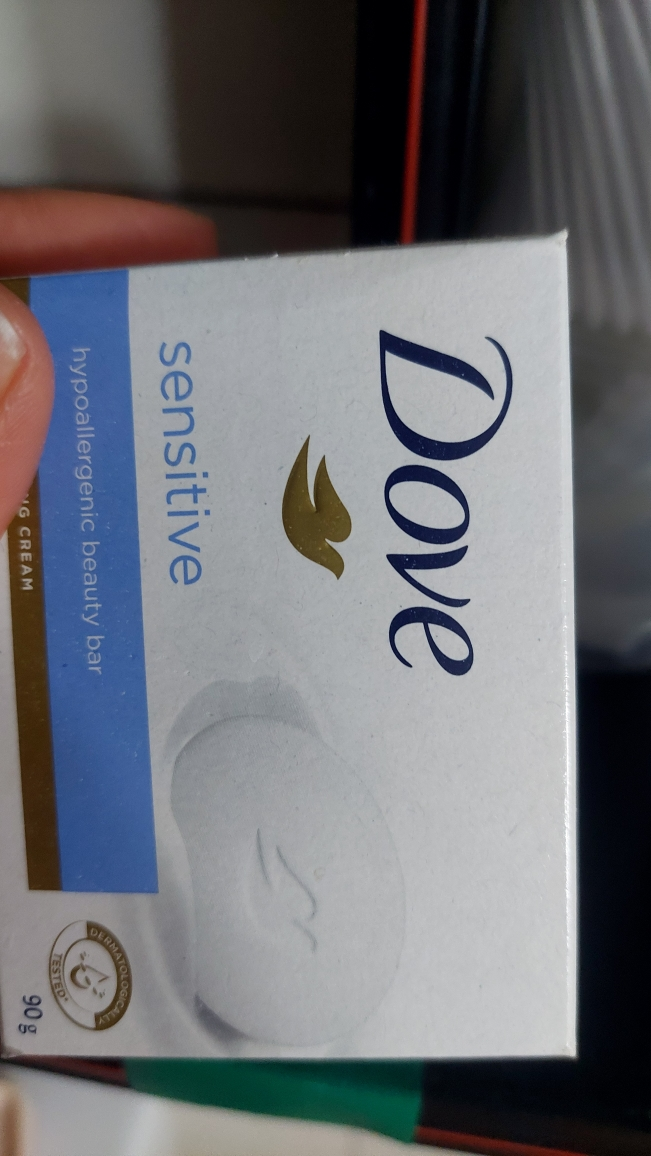 Dove
sensitive
hypoallergenic beauty bar
CREAM
DERMATOLOGICALLY
TESTED*
90g